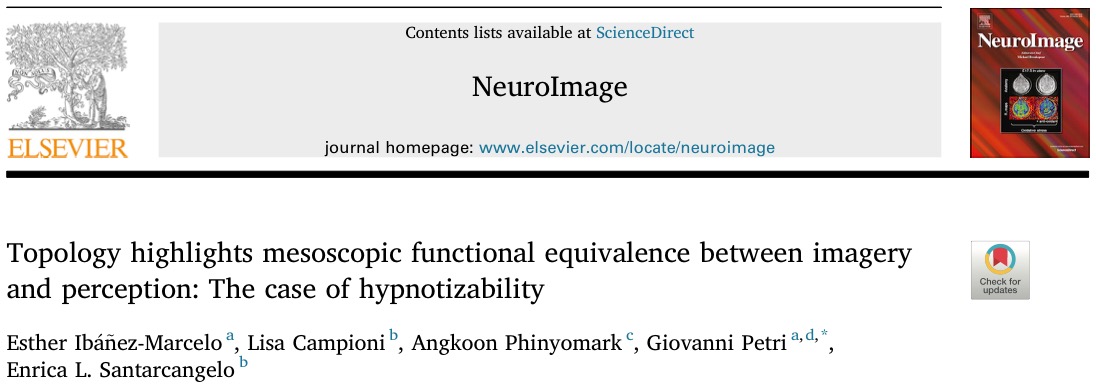 Contents lists available at ScienceDirect
NeuroImage
journal homepage: www.elsevier.com/locate/neuroimage
ELSEVIER
NeuroImage
Topology highlights mesoscopic functional equivalence between imagery
and perception: The case of hypnotizability
Check for
updates
Esther Ibáñez-Marcelo a, Lisa Campioni b, Angkoon Phinyomark c, Giovanni Petri a,d,*,
Enrica L. Santarcangelo b